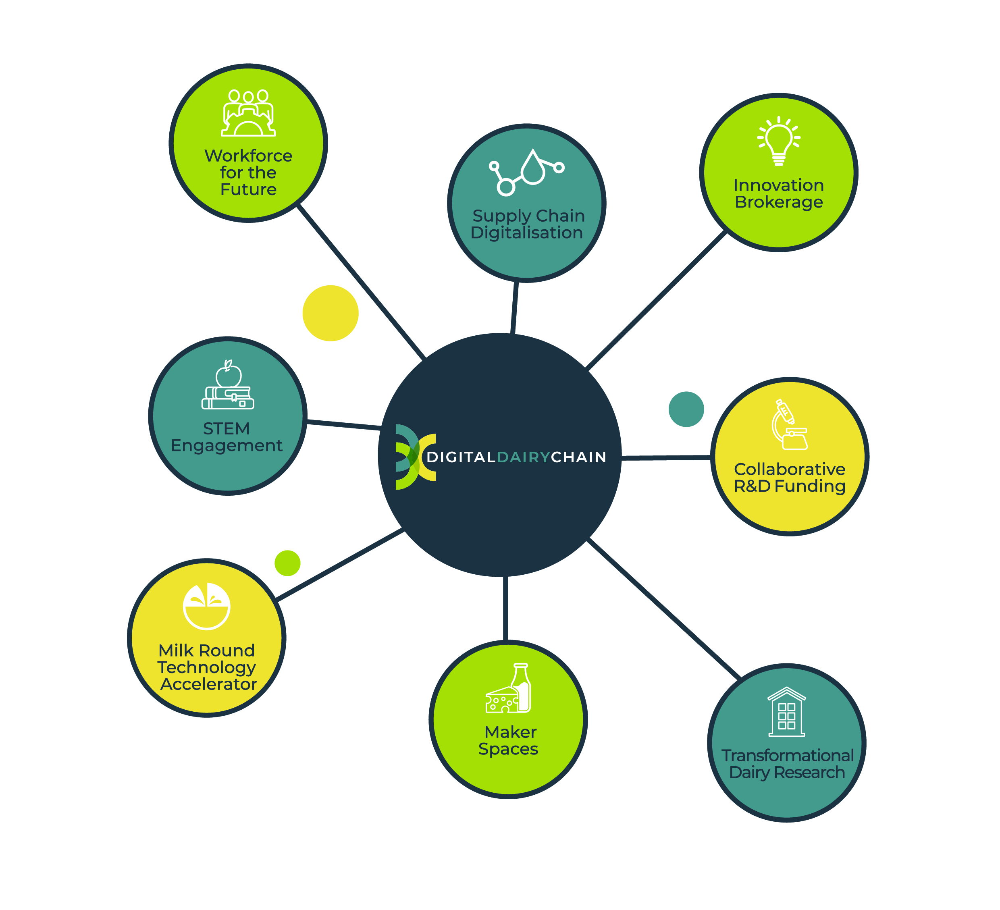 Workforce
for the
Future
Supply Chain
Digitalisation
Innovation
Brokerage
STEM
Engagement
DIGITALDAIRYCHAIN
Collaborative
R&D Funding
Milk Round
Technology
Accelerator
Maker
Spaces
Transformational
Dairy Research